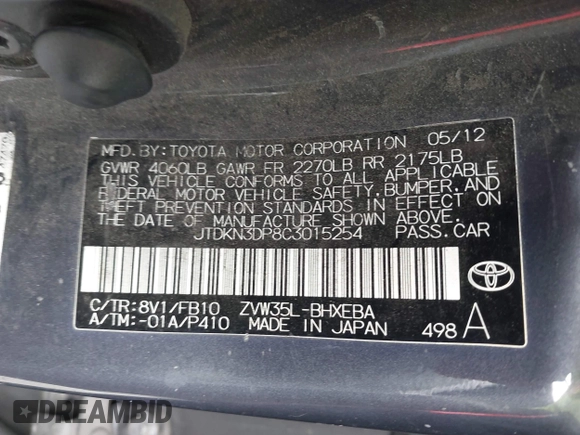 MFD.BY:TOYOTA MOTOR CORPORATION 05/12
GVWR 4060LB GAWR FR 2270LB RR 2175LB
THIS VEHICLE CONFORMS TO ALL APPLICABLE
FEDERAL MOTOR VEHICLE SAFETY,BUMPER,AND
THEFT PREVENTION STANDARDS IN EFFECT ON
THE DATE OF MANUFACTURE SHOWN ABOVE.
JTDKN3DP8C3015254 PASS.CAR
C/TR:8V1/FB10 ZVW35L-BHXEBA
A/TM:-01A/P410 MADE IN JAPAN 498 A
TOYOTA
DREAMBID